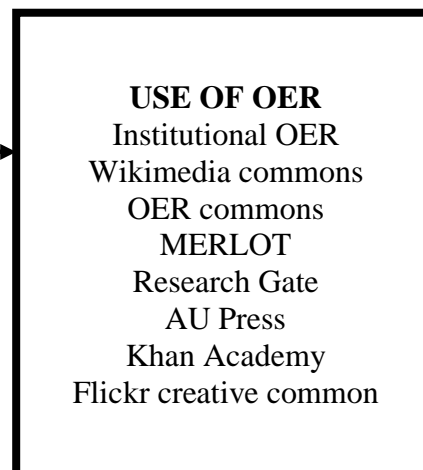 USE OF OER
Institutional OER
Wikimedia commons
OER commons
MERLOT
Research Gate
AU Press
Khan Academy
Flickr creative common